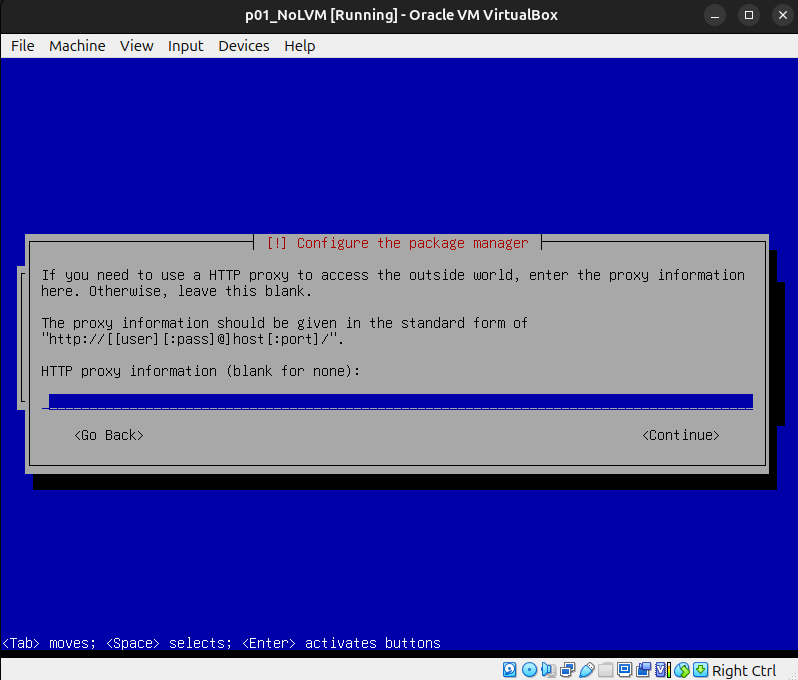 p01_NoLVM [Running] - Oracle VM VirtualBox
File Machine View Input Devices Help
[!] Configure the package manager
If you need to use a HTTP proxy to access the outside world, enter the proxy information
here. Otherwise, leave this blank.
The proxy information should be given in the standard form of
"http://[[user][:pass]@]host[:port]/".
HTTP proxy information (blank for none):
<Go Back> <Continue>
<Tab> moves; <Space> selects; <Enter> activates buttons
Right Ctrl